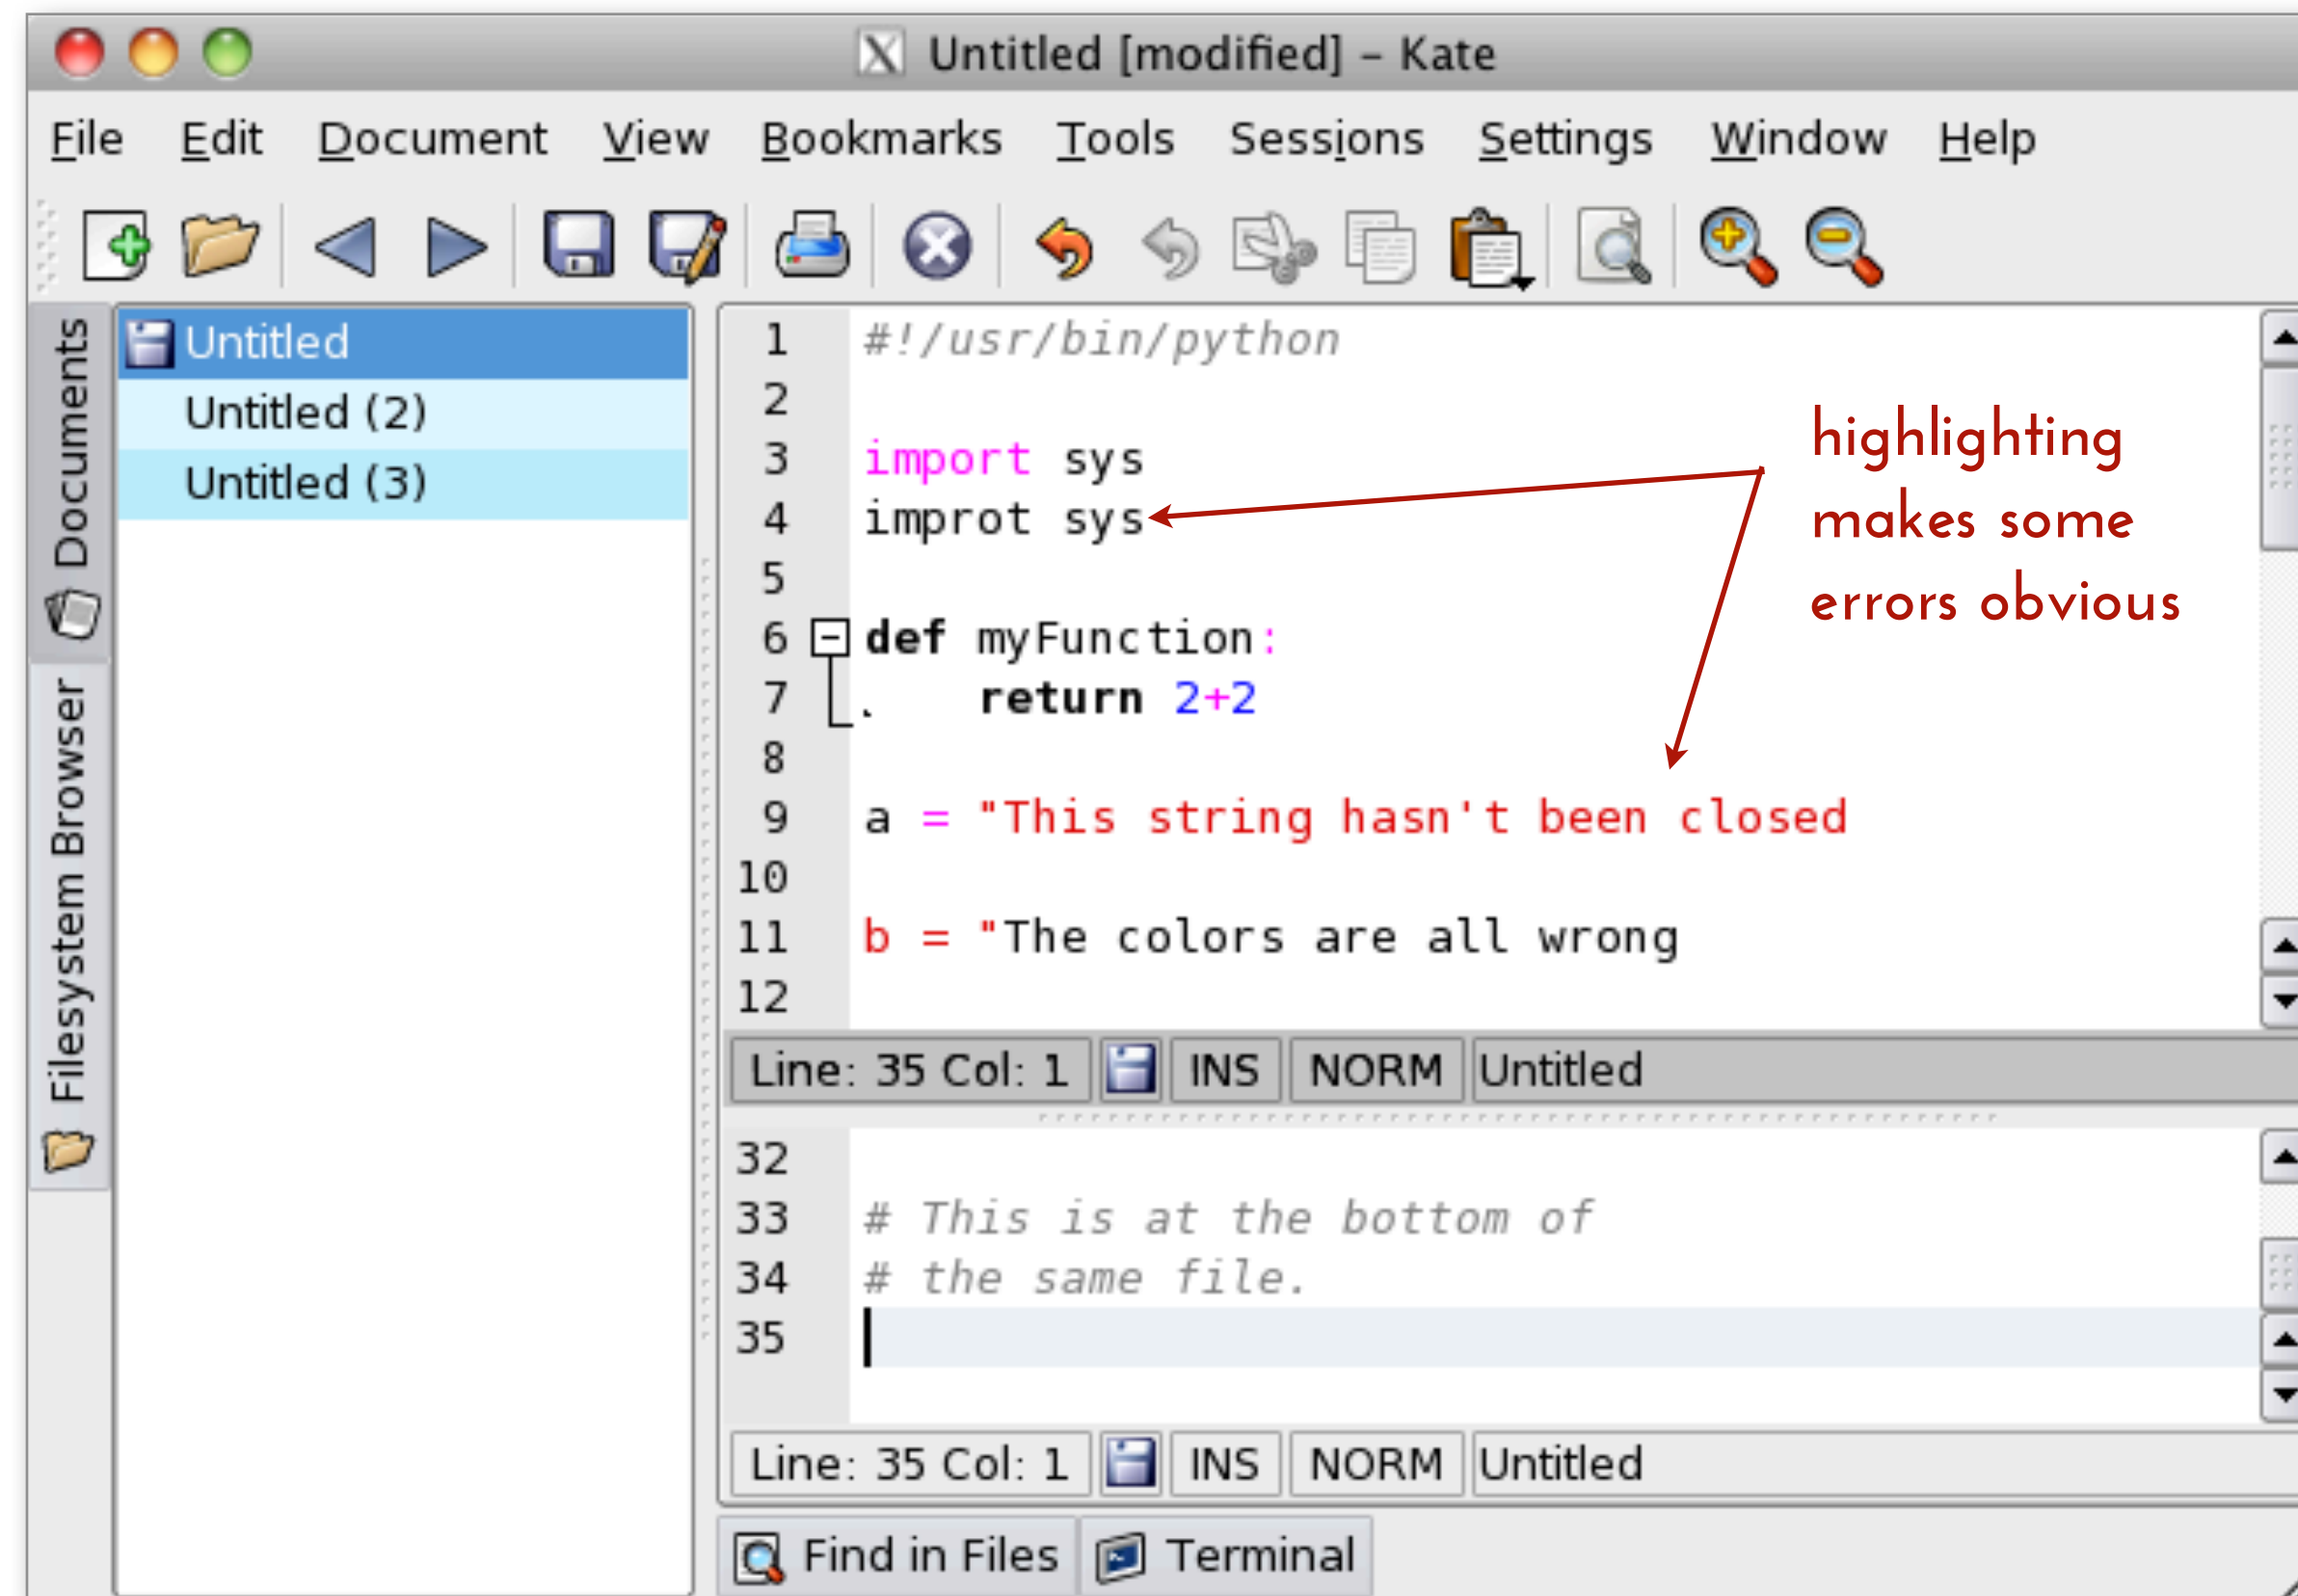 Untitled [modified] – Kate
File Edit Document View Bookmarks Tools Sessions Settings Window Help
Documents
Filesystem Browser
Untitled
Untitled (2)
Untitled (3)
1 #!/usr/bin/python
2
3 import sys
4 improt sys
5
6 def myFunction:
7 return 2+2
8
9 a = "This string hasn't been closed
10
11 b = "The colors are all wrong
12
highlighting
makes some
errors obvious
Line: 35 Col: 1 INS NORM Untitled
32
33 # This is at the bottom of
34 # the same file.
35
Line: 35 Col: 1 INS NORM Untitled
Find in Files Terminal